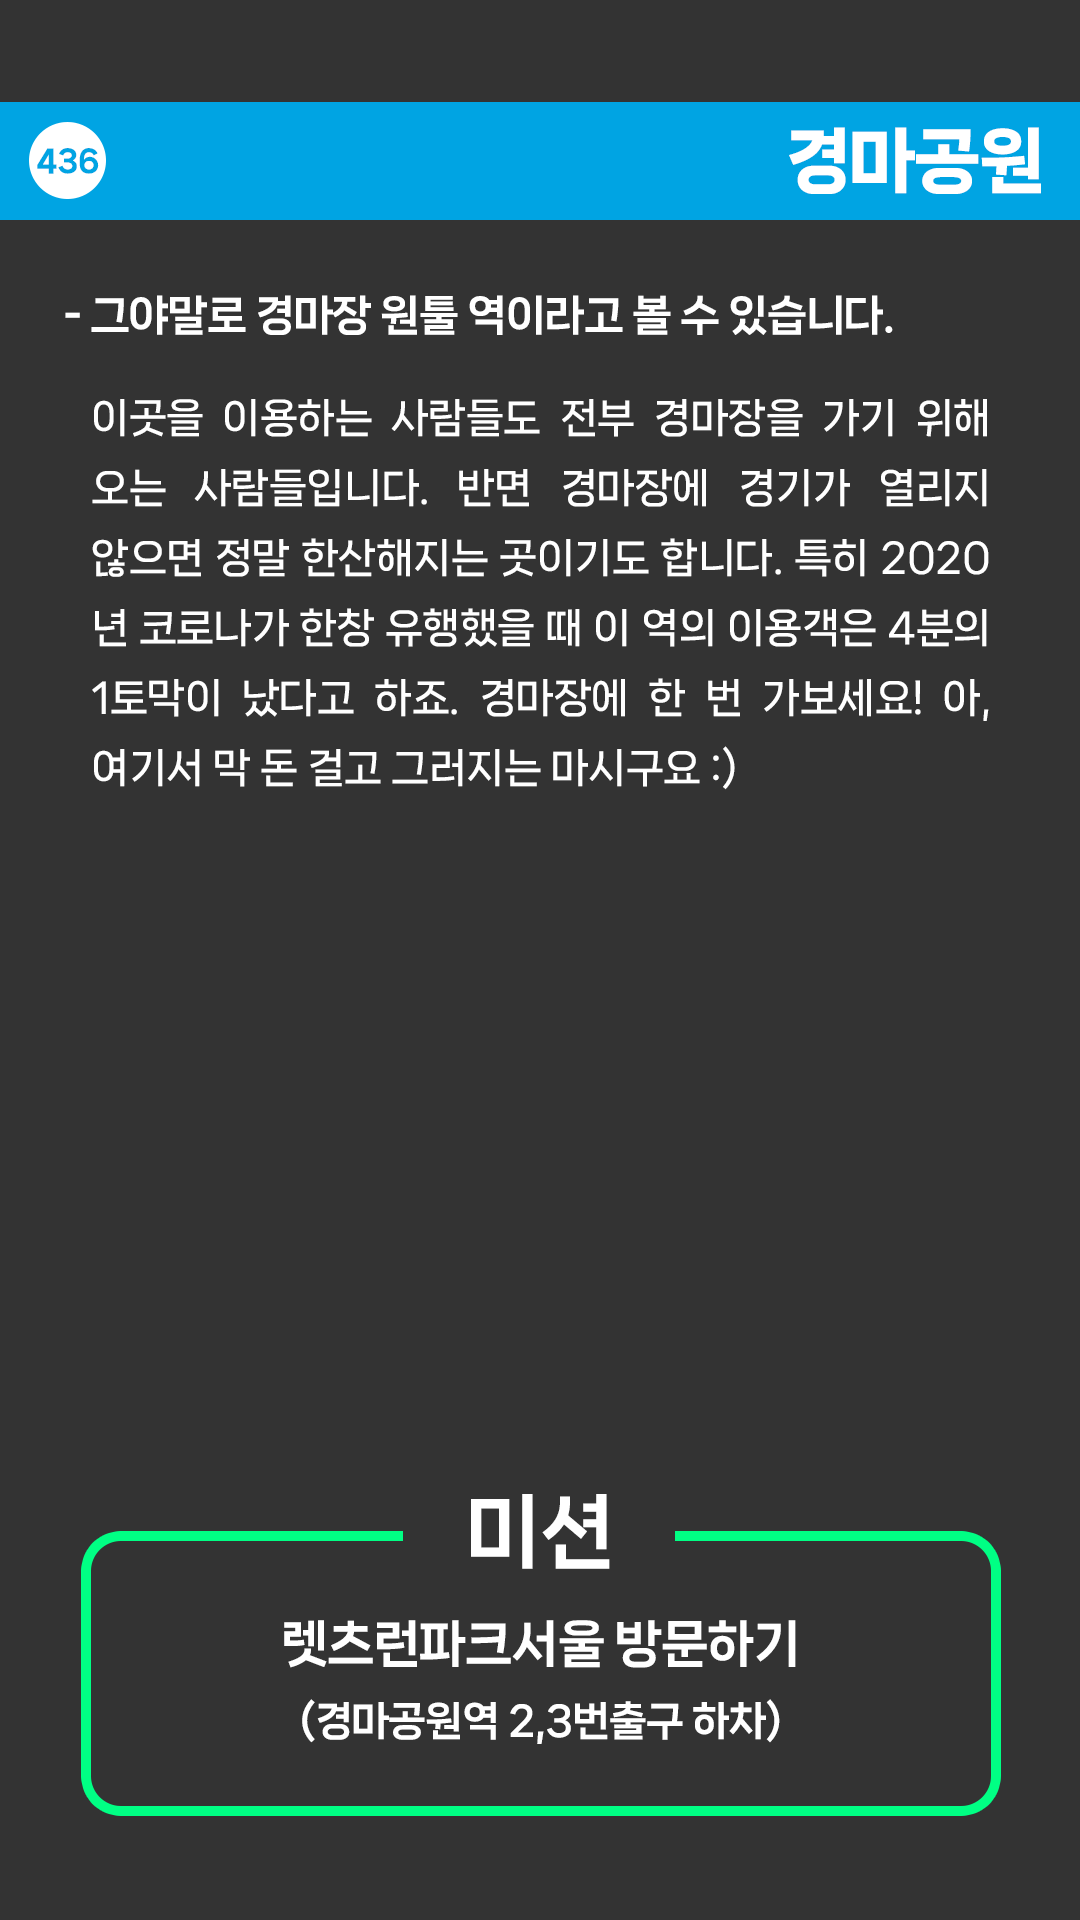 436
경마공원
- 그야말로 경마장 원툴 역이라고 볼 수 있습니다.
이곳을 이용하는 사람들도 전부 경마장을 가기 위해
오는 사람들입니다. 반면 경마장에 경기가 열리지
않으면 정말 한산해지는 곳이기도 합니다. 특히 2020
년 코로나가 한창 유행했을 때 이 역의 이용객은 4분의
1토막이 났다고 하죠. 경마장에 한 번 가보세요! 아,
여기서 막 돈 걸고 그러지는 마시구요 :)
미션
렛츠런파크서울 방문하기
(경마공원역 2,3번출구 하차)